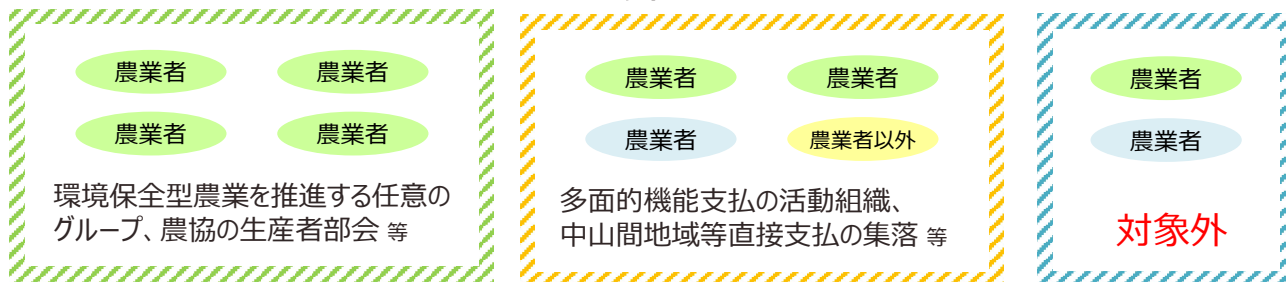 農業者
農業者
農業者
農業者
環境保全型農業を推進する任意の
グループ、農協の生産者部会 等
農業者
農業者
農業者
農業者以外
多面的機能支払の活動組織、
中山間地域等直接支払の集落 等
農業者
農業者
対象外